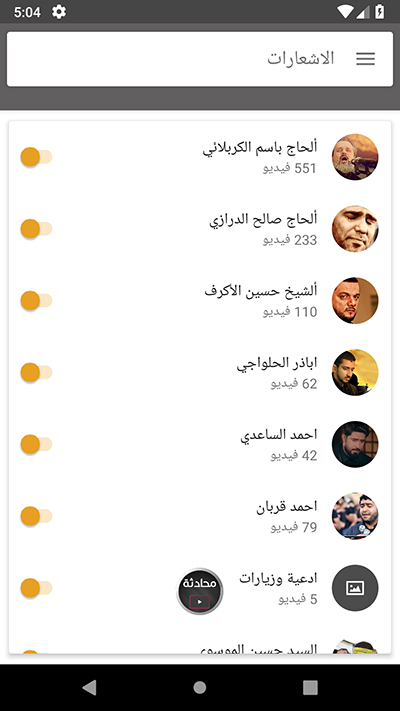 5:04
الاشعارات
ألحاج باسم الكربلائي
551 فيديو
ألحاج صالح الدرازي
233 فيديو
ألشيخ حسين الأكرف
110 فيديو
اباذر الحلواجي
62 فيديو
احمد الساعدي
42 فيديو
احمد قربان
79 فيديو
ادعية وزيارات
5 فيديو
محادثة
السيد حسين الموسوي